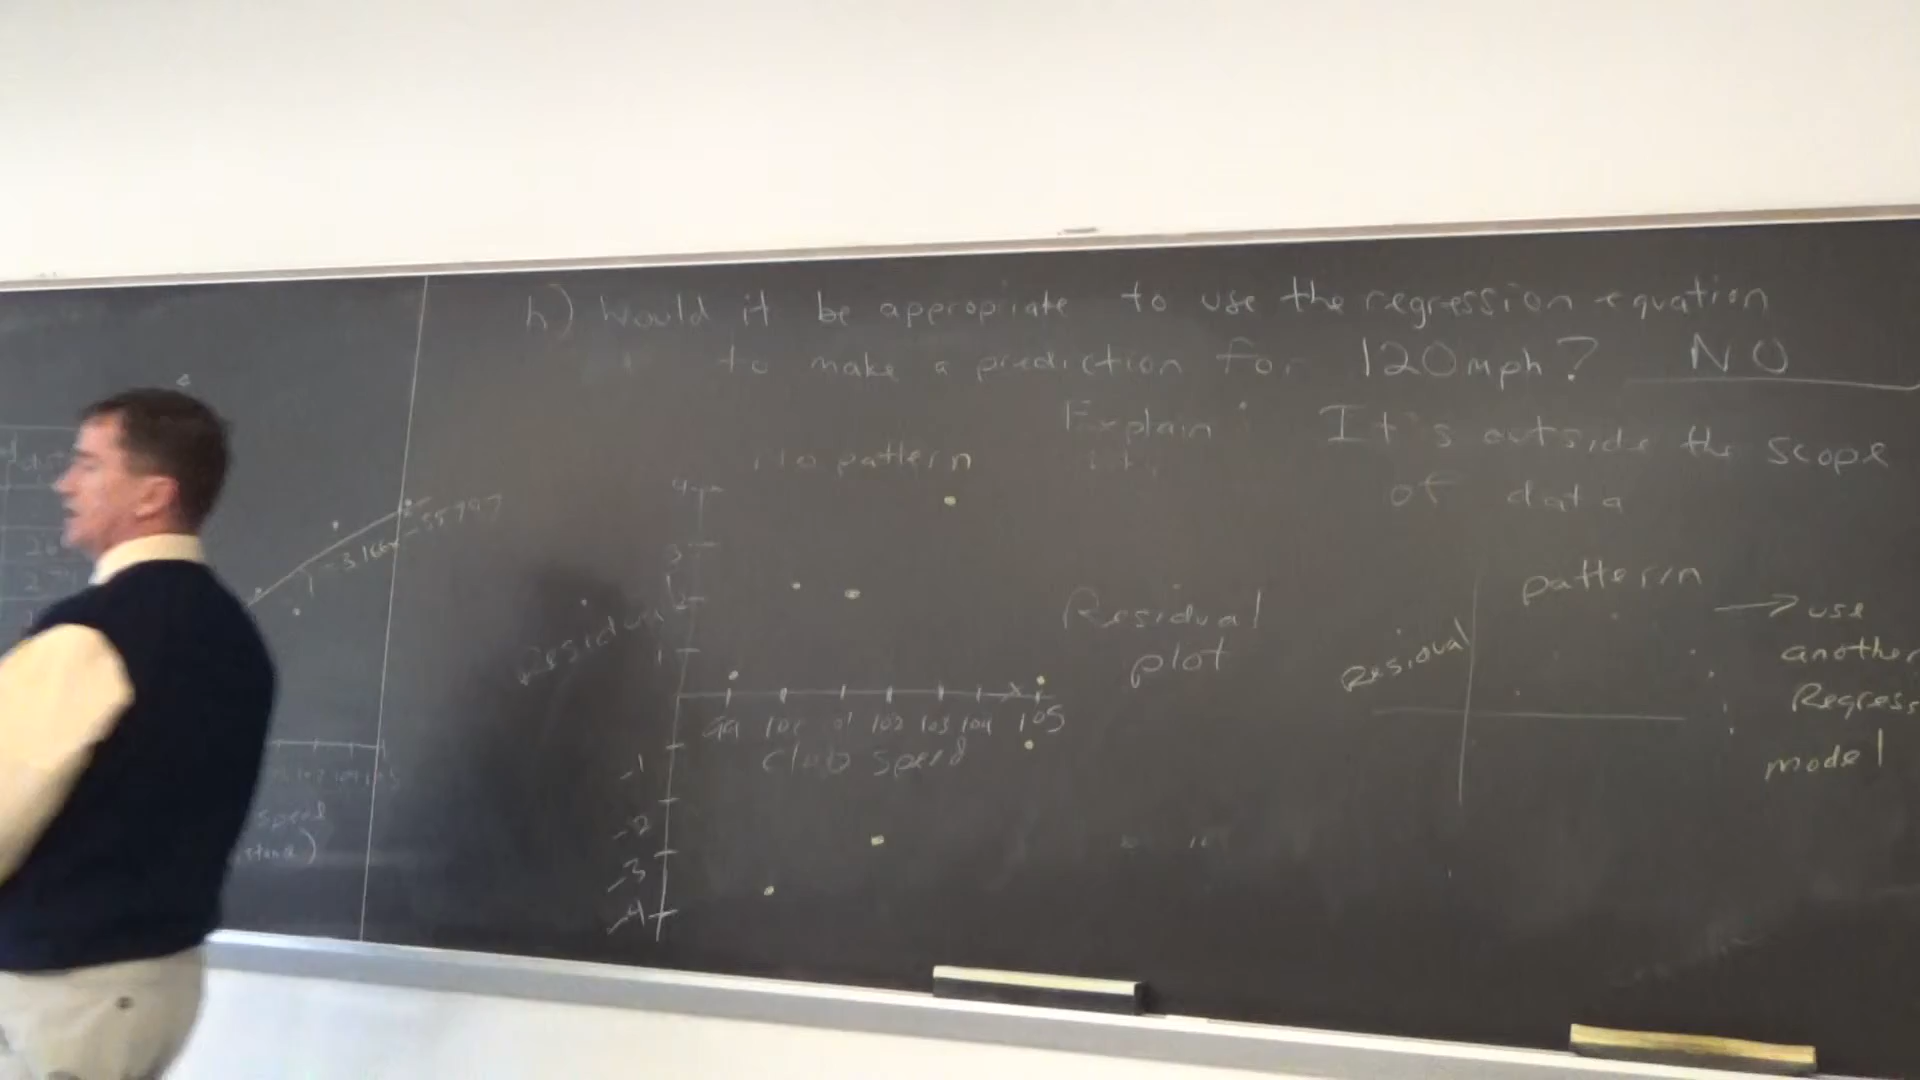 h) Would it be appropriate to use the regression equation
to make a prediction for 120mph? NO
Explain It's outside the scope
of data
No pattern
4
3
2
1
Residual
99 100 101 102 103 104 x 105
Club speed
-1
-2
-3
-4
Residual
plot
pattern
Residual
→ use
another
Regress
model
speed